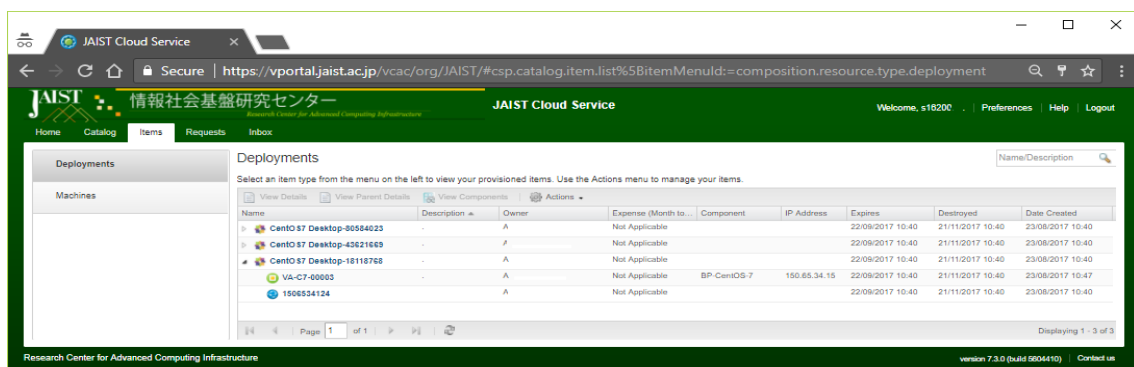 JAIST Cloud Service
Secure | https://vportal.jaist.ac.jp/vcac/org/JAIST/#csp.catalog.item.list%5BitemMenuId:=composition.resource.type.deployment
JAIST 情報社会基盤研究センター JAIST Cloud Service Welcome, s16200 . | Preferences | Help | Logout
Research Center for Advanced Computing Infrastructure
Home Catalog Items Requests Inbox
Deployments
Machines
Deployments Name/Description
Select an item type from the menu on the left to view your provisioned items. Use the Actions menu to manage your items.
View Details View Parent Details View Components Actions
Name Description Owner Expense (Month to... Component IP Address Expires Destroyed Date Created
CentOS7 Desktop-80584023 - A Not Applicable 22/09/2017 10:40 21/11/2017 10:40 23/08/2017 10:40
CentOS7 Desktop-43621669 - A Not Applicable 22/09/2017 10:40 21/11/2017 10:40 23/08/2017 10:40
CentOS7 Desktop-18118768 - A Not Applicable 22/09/2017 10:40 21/11/2017 10:40 23/08/2017 10:40
VA-C7-00003 - A Not Applicable BP-CentOS-7 150.65.34.15 22/09/2017 10:40 21/11/2017 10:40 23/08/2017 10:47
1506534124 A Not Applicable 22/09/2017 10:40 21/11/2017 10:40 23/08/2017 10:40
Page 1 of 1 Displaying 1 - 3 of 3
Research Center for Advanced Computing Infrastructure version 7.3.0 (build 5604410) | Contact us